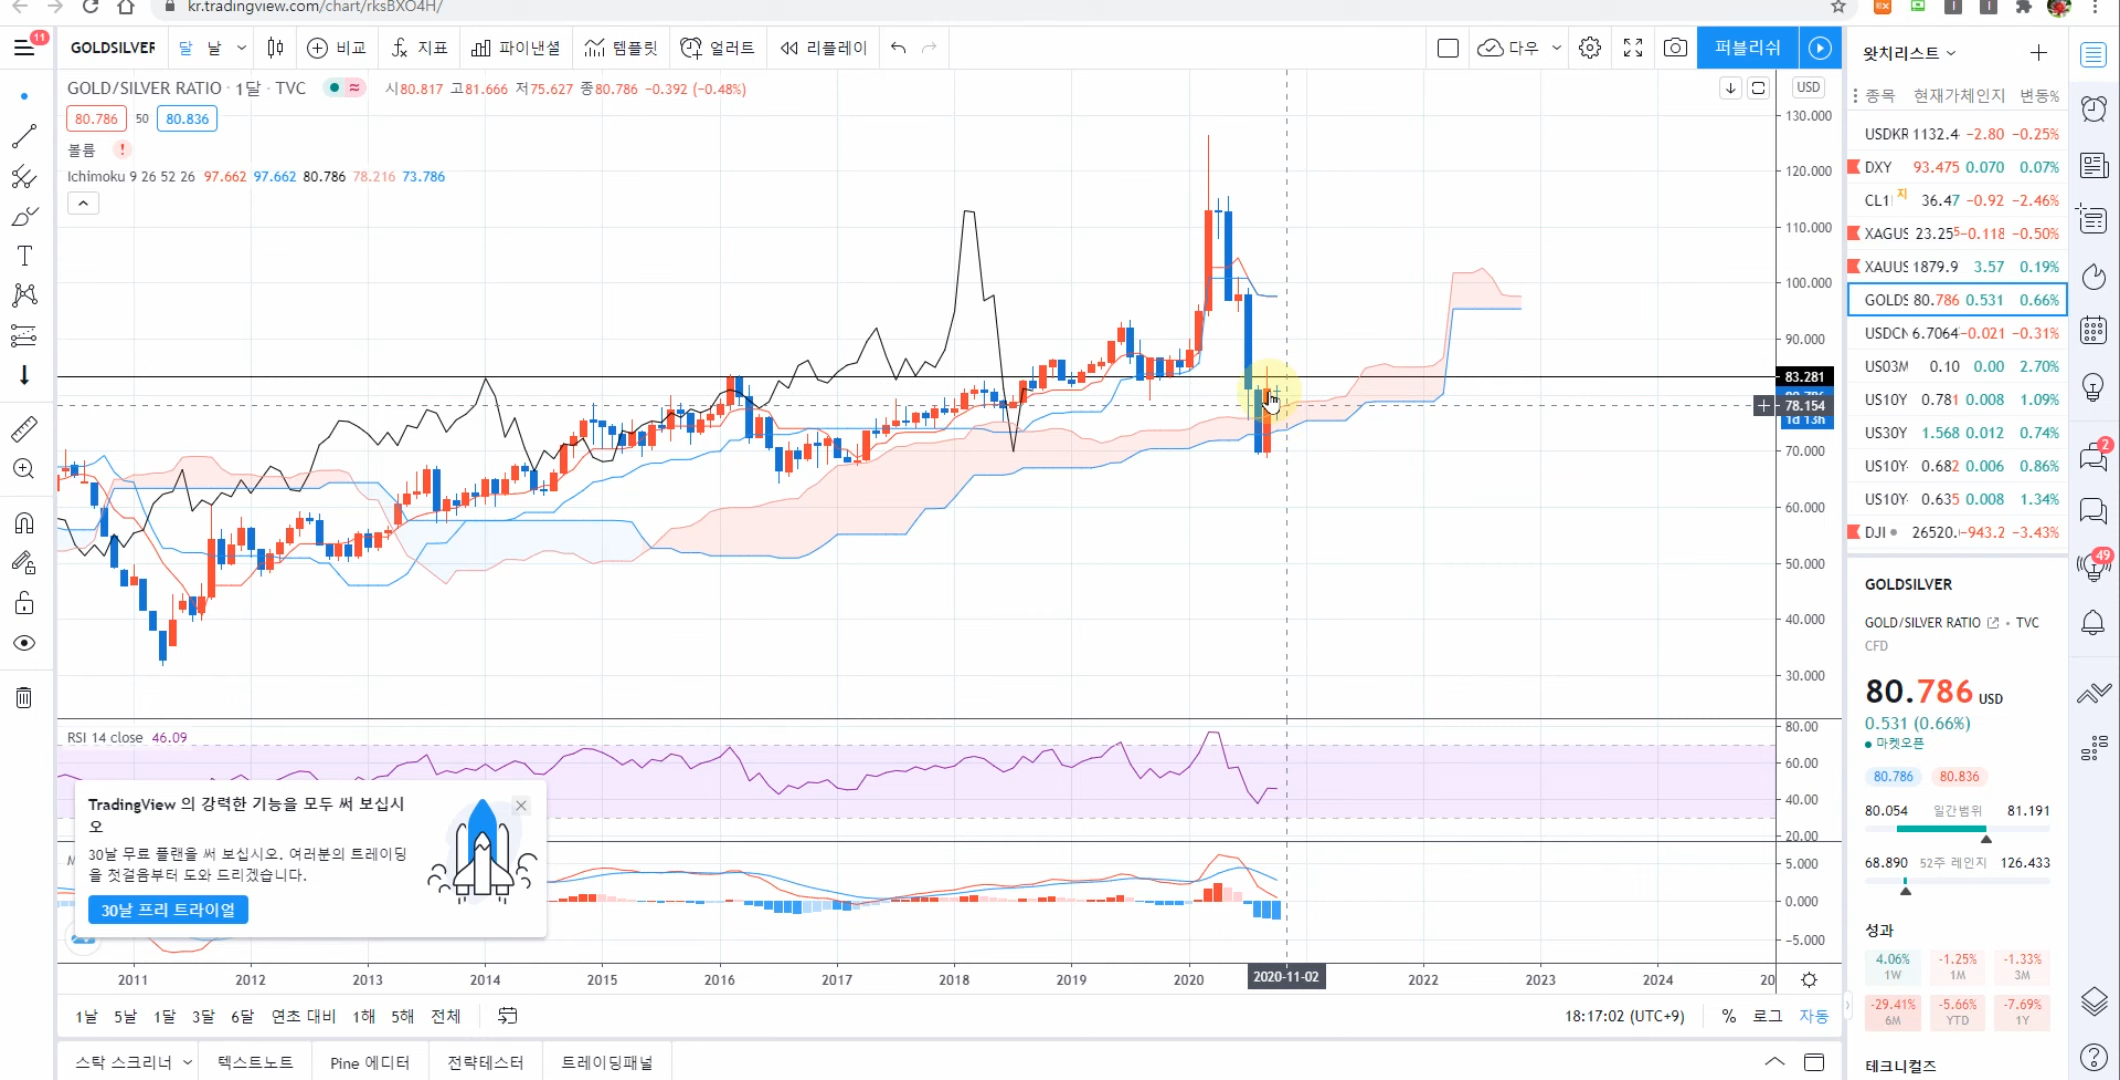 kr.tradingview.com/chart/rksBXO4H/
11
GOLDSILVER 달 날 비교 지표 파이낸셜 템플릿 얼러트 리플레이 다우 퍼블리쉬
GOLD/SILVER RATIO · 1달 · TVC 시80.817 고81.666 저75.627 종80.786 -0.392 (-0.48%)
80.786 50 80.836
볼륨 !
Ichimoku 9 26 52 26 97.662 97.662 80.786 78.216 73.786
USD
130.000
120.000
110.000
100.000
90.000
83.281
78.154
1d 13h
70.000
60.000
50.000
40.000
30.000
RSI 14 close 46.09
80.00
60.00
40.00
20.00
TradingView 의 강력한 기능을 모두 써 보십시
오
30날 무료 플랜을 써 보십시오. 여러분의 트레이딩
을 첫걸음부터 도와 드리겠습니다.
30날 프리 트라이얼
5.000
0.000
-5.000
2011 2012 2013 2014 2015 2016 2017 2018 2019 2020 2020-11-02 2022 2023 2024 20
1날 5날 1달 3달 6달 연초 대비 1해 5해 전체 18:17:02 (UTC+9) % 로그 자동
스탁 스크리너 텍스트노트 Pine 에디터 전략테스터 트레이딩패널
왓치리스트
종목 현재가 체인지 변동%
USDKR 1132.4 -2.80 -0.25%
DXY 93.475 0.070 0.07%
CL1! 지 36.47 -0.92 -2.46%
XAGUS 23.255 -0.118 -0.50%
XAUUS 1879.9 3.57 0.19%
GOLDS 80.786 0.531 0.66%
USDCN 6.7064 -0.021 -0.31%
US03M 0.10 0.00 2.70%
US10Y 0.781 0.008 1.09%
US30Y 1.568 0.012 0.74%
US10Y- 0.682 0.006 0.86%
US10Y- 0.635 0.008 1.34%
DJI 26520. -943.2 -3.43%
GOLDSILVER
GOLD/SILVER RATIO • TVC
CFD
80.786 USD
0.531 (0.66%)
마켓오픈
80.786 80.836
80.054 일간범위 81.191
68.890 52주 레인지 126.433
성과
4.06% -1.25% -1.33%
1W 1M 3M
-29.41% -5.66% -7.69%
6M YTD 1Y
테크니컬즈
2
49